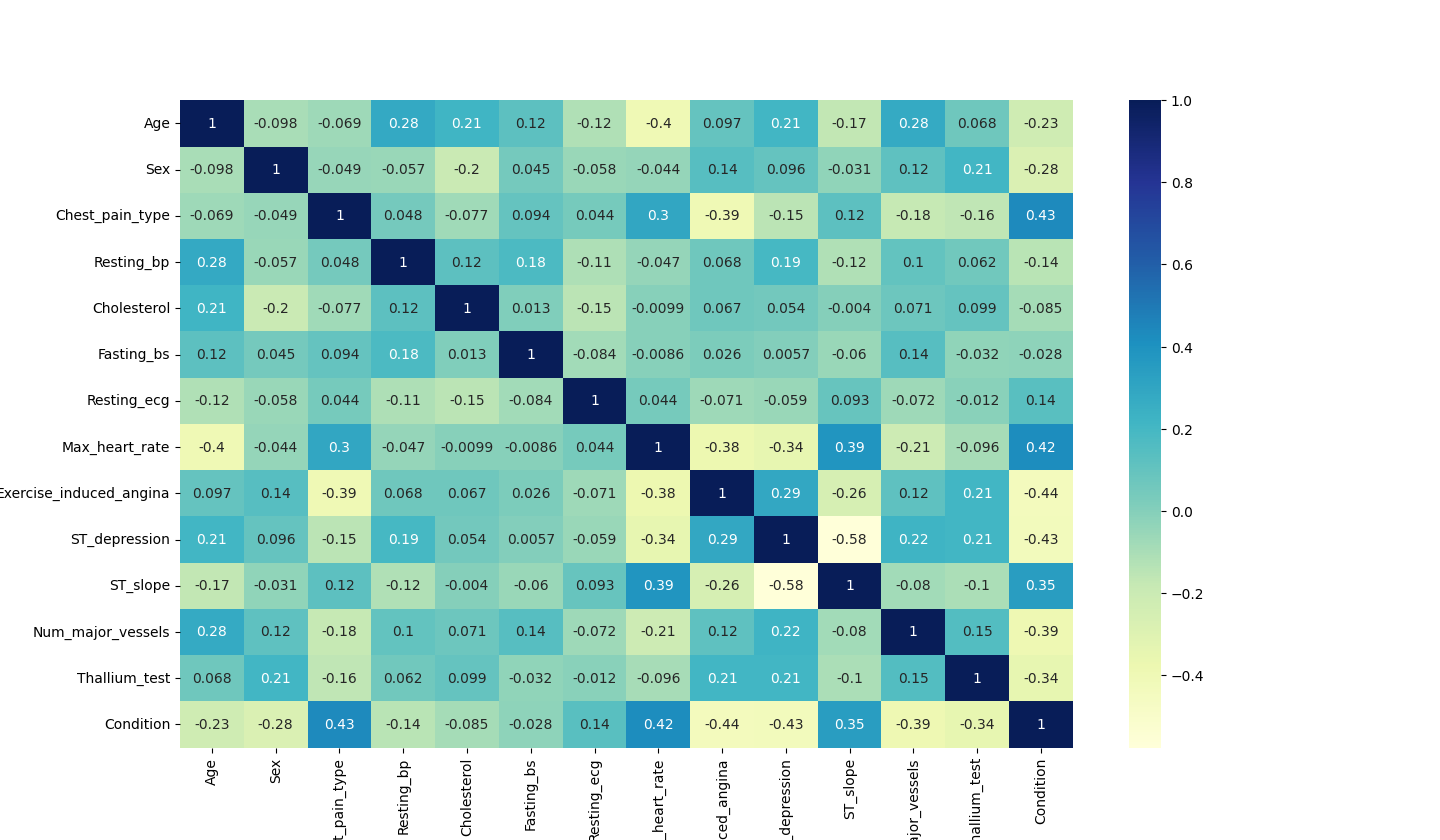 Age 1 -0.098 -0.069 0.28 0.21 0.12 -0.12 -0.4 0.097 0.21 -0.17 0.28 0.068 -0.23
Sex -0.098 1 -0.049 -0.057 -0.2 0.045 -0.058 -0.044 0.14 0.096 -0.031 0.12 0.21 -0.28
Chest_pain_type -0.069 -0.049 1 0.048 -0.077 0.094 0.044 0.3 -0.39 -0.15 0.12 -0.18 -0.16 0.43
Resting_bp 0.28 -0.057 0.048 1 0.12 0.18 -0.11 -0.047 0.068 0.19 -0.12 0.1 0.062 -0.14
Cholesterol 0.21 -0.2 -0.077 0.12 1 0.013 -0.15 -0.0099 0.067 0.054 -0.004 0.071 0.099 -0.085
Fasting_bs 0.12 0.045 0.094 0.18 0.013 1 -0.084 -0.0086 0.026 0.0057 -0.06 0.14 -0.032 -0.028
Resting_ecg -0.12 -0.058 0.044 -0.11 -0.15 -0.084 1 0.044 -0.071 -0.059 0.093 -0.072 -0.012 0.14
Max_heart_rate -0.4 -0.044 0.3 -0.047 -0.0099 -0.0086 0.044 1 -0.38 -0.34 0.39 -0.21 -0.096 0.42
Exercise_induced_angina 0.097 0.14 -0.39 0.068 0.067 0.026 -0.071 -0.38 1 0.29 -0.26 0.12 0.21 -0.44
ST_depression 0.21 0.096 -0.15 0.19 0.054 0.0057 -0.059 -0.34 0.29 1 -0.58 0.22 0.21 -0.43
ST_slope -0.17 -0.031 0.12 -0.12 -0.004 -0.06 0.093 0.39 -0.26 -0.58 1 -0.08 -0.1 0.35
Num_major_vessels 0.28 0.12 -0.18 0.1 0.071 0.14 -0.072 -0.21 0.12 0.22 -0.08 1 0.15 -0.39
Thallium_test 0.068 0.21 -0.16 0.062 0.099 -0.032 -0.012 -0.096 0.21 0.21 -0.1 0.15 1 -0.34
Condition -0.23 -0.28 0.43 -0.14 -0.085 -0.028 0.14 0.42 -0.44 -0.43 0.35 -0.39 -0.34 1
Age
Sex
t_pain_type
Resting_bp
Cholesterol
Fasting_bs
Resting_ecg
_heart_rate
ced_angina
_depression
ST_slope
ajor_vessels
hallium_test
Condition
1.0
0.8
0.6
0.4
0.2
0.0
−0.2
−0.4